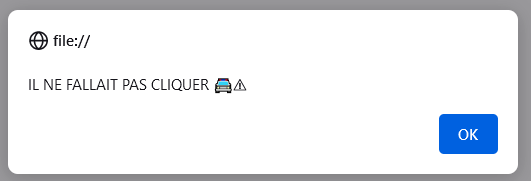 file://
IL NE FALLAIT PAS CLIQUER 🚘⚠
OK